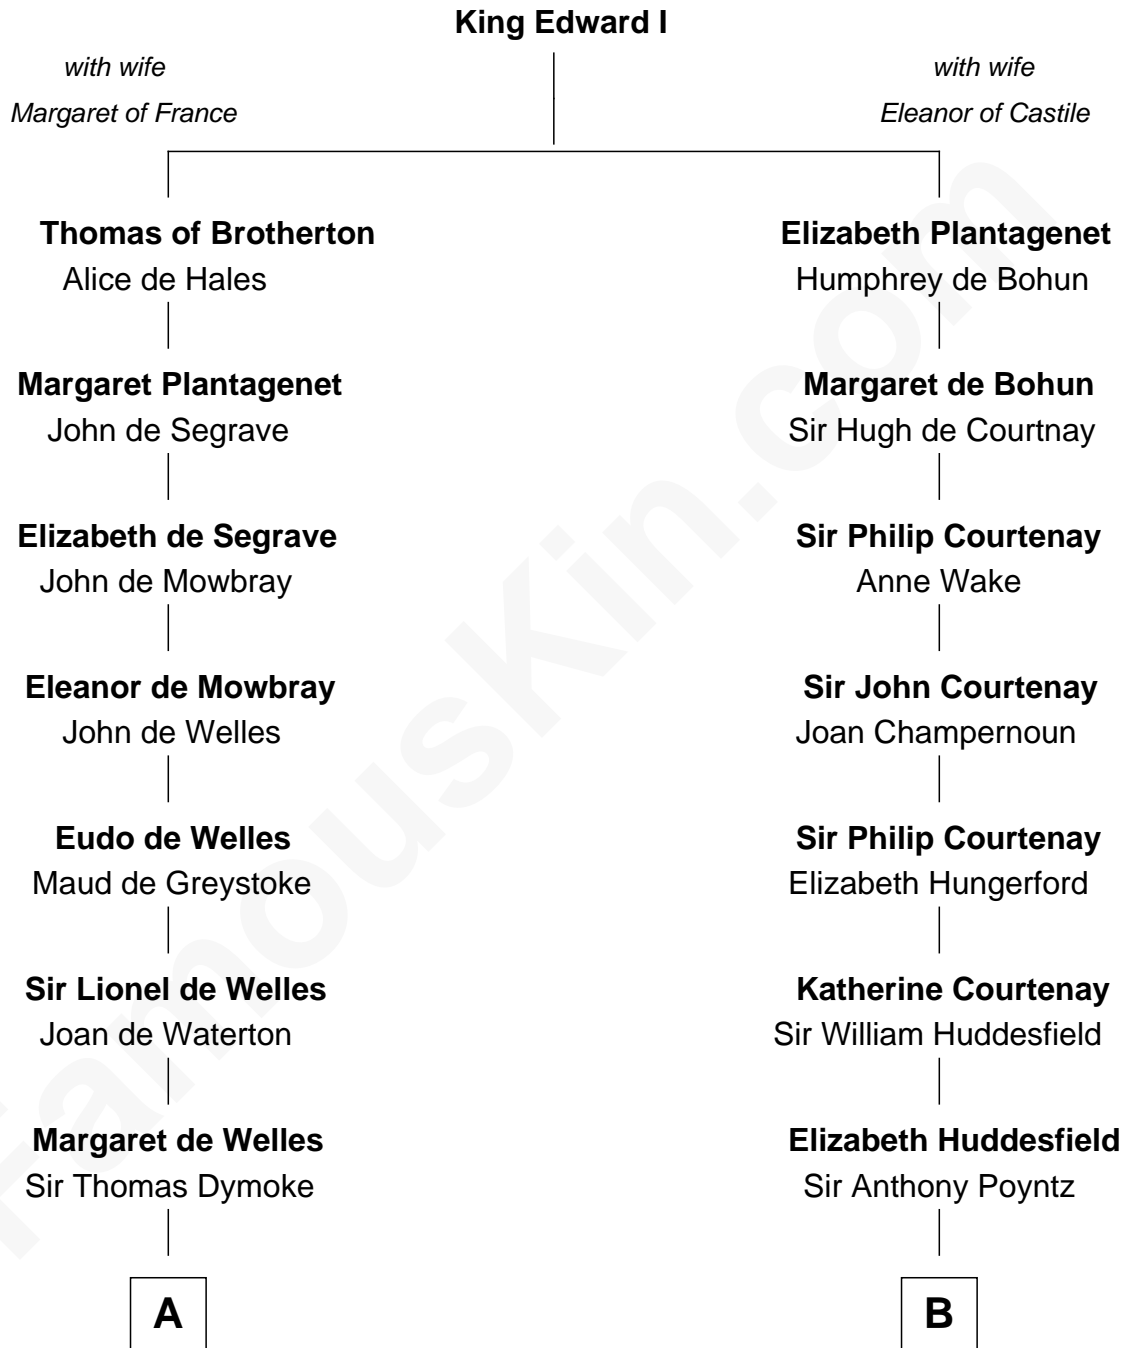 King Edward I
with wife
Margaret of France
with wife
Eleanor of Castile
Thomas of Brotherton
Alice de Hales
Elizabeth Plantagenet
Humphrey de Bohun
Margaret Plantagenet
John de Segrave
Margaret de Bohun
Sir Hugh de Courtnay
Elizabeth de Segrave
John de Mowbray
Sir Philip Courtenay
Anne Wake
Eleanor de Mowbray
John de Welles
Sir John Courtenay
Joan Champernoun
Eudo de Welles
Maud de Greystoke
Sir Philip Courtenay
Elizabeth Hungerford
Sir Lionel de Welles
Joan de Waterton
Katherine Courtenay
Sir William Huddesfield
Margaret de Welles
Sir Thomas Dymoke
Elizabeth Huddesfield
Sir Anthony Poyntz
A
B
FamousKin.com